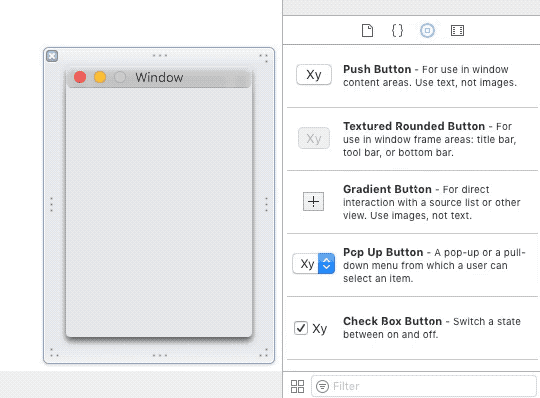 Window
Xy
Push Button - For use in window
content areas. Use text, not images.
Xy
Textured Rounded Button - For
use in window frame areas: title bar,
tool bar, or bottom bar.
Gradient Button - For direct
interaction with a source list or other
view. Use images, not text.
Xy
Pop Up Button - A pop-up or a pull-
down menu from which a user can
select an item.
Xy
Check Box Button - Switch a state
between on and off.
Filter